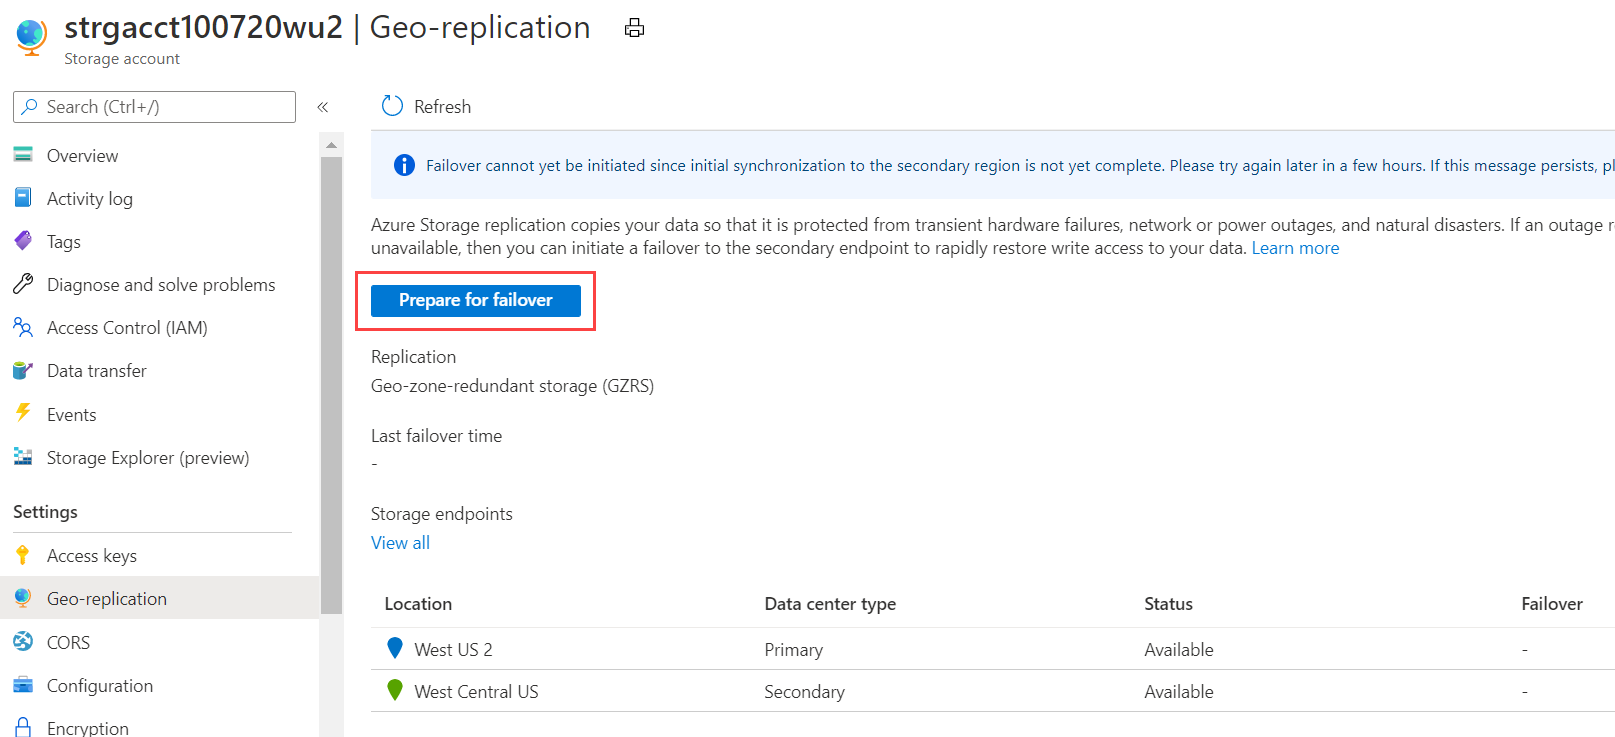 strgacct100720wu2 | Geo-replication
Storage account
Search (Ctrl+/)
«
Overview
Activity log
Tags
Diagnose and solve problems
Access Control (IAM)
Data transfer
Events
Storage Explorer (preview)
Settings
Access keys
Geo-replication
CORS
Configuration
Encryption
Refresh
Failover cannot yet be initiated since initial synchronization to the secondary region is not yet complete. Please try again later in a few hours. If this message persists,
Azure Storage replication copies your data so that it is protected from transient hardware failures, network or power outages, and natural disasters. If an outage
unavailable, then you can initiate a failover to the secondary endpoint to rapidly restore write access to your data. Learn more
Prepare for failover
Replication
Geo-zone-redundant storage (GZRS)
Last failover time
-
Storage endpoints
View all
Location Data center type Status Failover
West US 2 Primary Available -
West Central US Secondary Available -